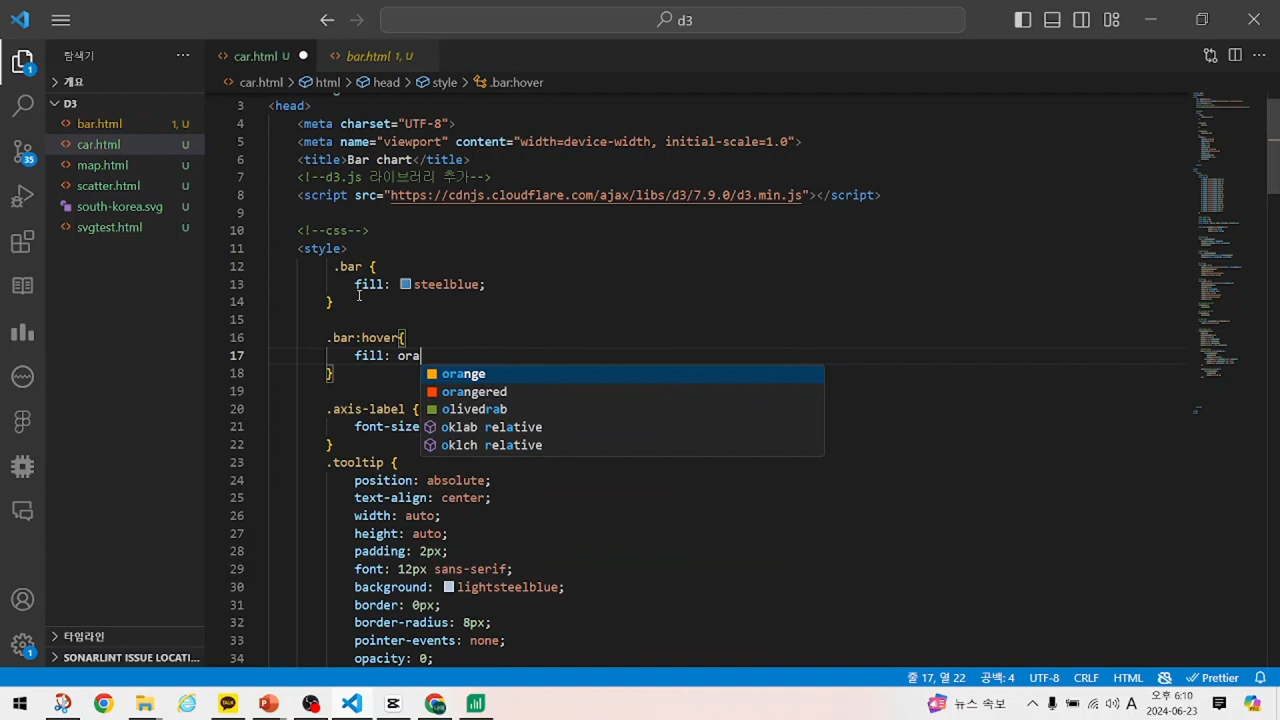 d3
탐색기
car.html U
bar.html 1, U
개요
car.html > html > head > style > .bar:hover
D3
bar.html 1, U
car.html U
map.html U
scatter.html U
south-korea.svg U
svgtest.html U
3 <head>
4 <meta charset="UTF-8">
5 <meta name="viewport" content="width=device-width, initial-scale=1.0">
6 <title>Bar chart</title>
7 <!--d3.js 라이브러리 추가-->
8 <script src="https://cdnjs.cloudflare.com/ajax/libs/d3/7.9.0/d3.min.js"></script>
9
10 <!--css-->
11 <style>
12 .bar {
13 fill: steelblue;
14 }
15
16 .bar:hover{
17 fill: ora
18 }
19
20 .axis-label {
21 font-size
22 }
23 .tooltip {
24 position: absolute;
25 text-align: center;
26 width: auto;
27 height: auto;
28 padding: 2px;
29 font: 12px sans-serif;
30 background: lightsteelblue;
31 border: 0px;
32 border-radius: 8px;
33 pointer-events: none;
34 opacity: 0;
orange
orangered
olivedrab
oklab relative
oklch relative
1
35
1
타임라인
SONARLINT ISSUE LOCATI...
줄 17, 열 22
공백: 4
UTF-8
CRLF
HTML
Prettier
TALK
뉴스 속보
A
오후 6:10
2024-06-23